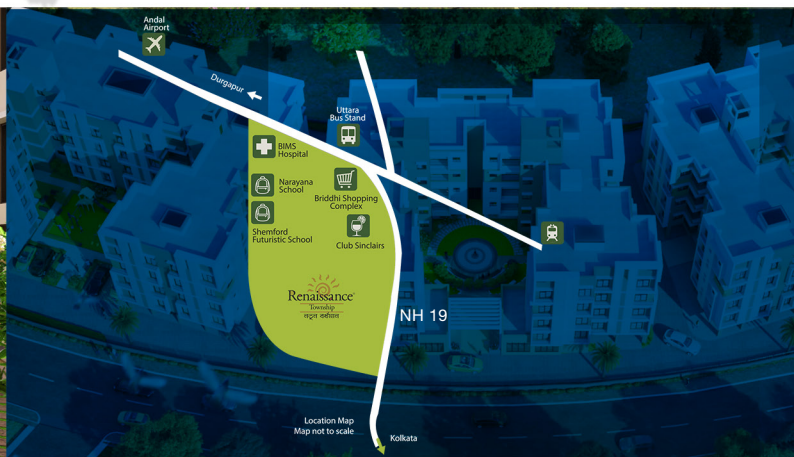 Andal
Airport
Durgapur
Uttara
Bus Stand
BIMS
Hospital
Narayana
School
Briddhi Shopping
Complex
Shemford
Futuristic School
Club Sinclairs
Renaissance
Township
NH 19
Location Map
Map not to scale
Kolkata